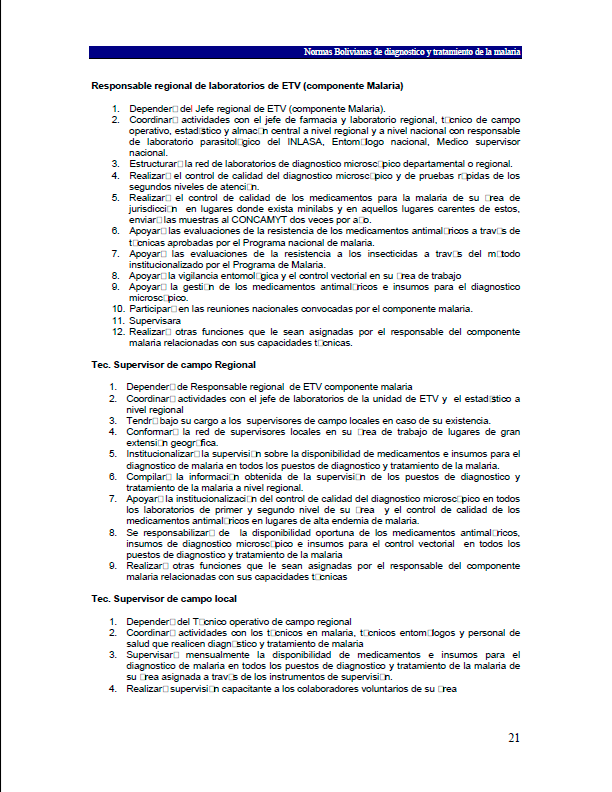 Normas Bolivianas de diagnostico y tratamiento de la malaria
Responsable regional de laboratorios de ETV (componente Malaria)
1. Depender□ del Jefe regional de ETV (componente Malaria).
2. Coordinar□ actividades con el jefe de farmacia y laboratorio regional, t□cnico de campo
operativo, estad□stico y almac□n central a nivel regional y a nivel nacional con responsable
de laboratorio parasitol□gico del INLASA, Entom□logo nacional, Medico supervisor
nacional.
3. Estructurar□ la red de laboratorios de diagnostico microsc□pico departamental o regional.
4. Realizar□ el control de calidad del diagnostico microsc□pico y de pruebas r□pidas de los
segundos niveles de atenci□n.
5. Realizar□ el control de calidad de los medicamentos para la malaria de su □rea de
jurisdicci□n en lugares donde exista minilabs y en aquellos lugares carentes de estos,
enviar□ las muestras al CONCAMYT dos veces por a□o.
6. Apoyar□ las evaluaciones de la resistencia de los medicamentos antimal□ricos a trav□s de
t□cnicas aprobadas por el Programa nacional de malaria.
7. Apoyar□ las evaluaciones de la resistencia a los insecticidas a trav□s del m□todo
institucionalizado por el Programa de Malaria.
8. Apoyar□ la vigilancia entomol□gica y el control vectorial en su □rea de trabajo
9. Apoyar□ la gesti□n de los medicamentos antimal□ricos e insumos para el diagnostico
microsc□pico.
10. Participar□ en las reuniones nacionales convocadas por el componente malaria.
11. Supervisara
12. Realizar□ otras funciones que le sean asignadas por el responsable del componente
malaria relacionadas con sus capacidades t□cnicas.
Tec. Supervisor de campo Regional
1. Depender□ de Responsable regional de ETV componente malaria
2. Coordinar□ actividades con el jefe de laboratorios de la unidad de ETV y el estad□stico a
nivel regional
3. Tendr□ bajo su cargo a los supervisores de campo locales en caso de su existencia.
4. Conformar□ la red de supervisores locales en su □rea de trabajo de lugares de gran
extensi□n geogr□fica.
5. Institucionalizar□ la supervisi□n sobre la disponibilidad de medicamentos e insumos para el
diagnostico de malaria en todos los puestos de diagnostico y tratamiento de la malaria.
6. Compilar□ la informaci□n obtenida de la supervisi□n de los puestos de diagnostico y
tratamiento de la malaria a nivel regional.
7. Apoyar□ la institucionalizaci□n del control de calidad del diagnostico microsc□pico en todos
los laboratorios de primer y segundo nivel de su □rea y el control de calidad de los
medicamentos antimal□ricos en lugares de alta endemia de malaria.
8. Se responsabilizar□ de la disponibilidad oportuna de los medicamentos antimal□ricos,
insumos de diagnostico microsc□pico e insumos para el control vectorial en todos los
puestos de diagnostico y tratamiento de la malaria
9. Realizar□ otras funciones que le sean asignadas por el responsable del componente
malaria relacionadas con sus capacidades t□cnicas
Tec. Supervisor de campo local
1. Depender□ del T□cnico operativo de campo regional
2. Coordinar□ actividades con los t□cnicos en malaria, t□cnicos entom□logos y personal de
salud que realicen diagn□stico y tratamiento de malaria
3. Supervisar□ mensualmente la disponibilidad de medicamentos e insumos para el
diagnostico de malaria en todos los puestos de diagnostico y tratamiento de la malaria de
su □rea asignada a trav□s de los instrumentos de supervisi□n.
4. Realizar□ supervisi□n capacitante a los colaboradores voluntarios de su □rea
21